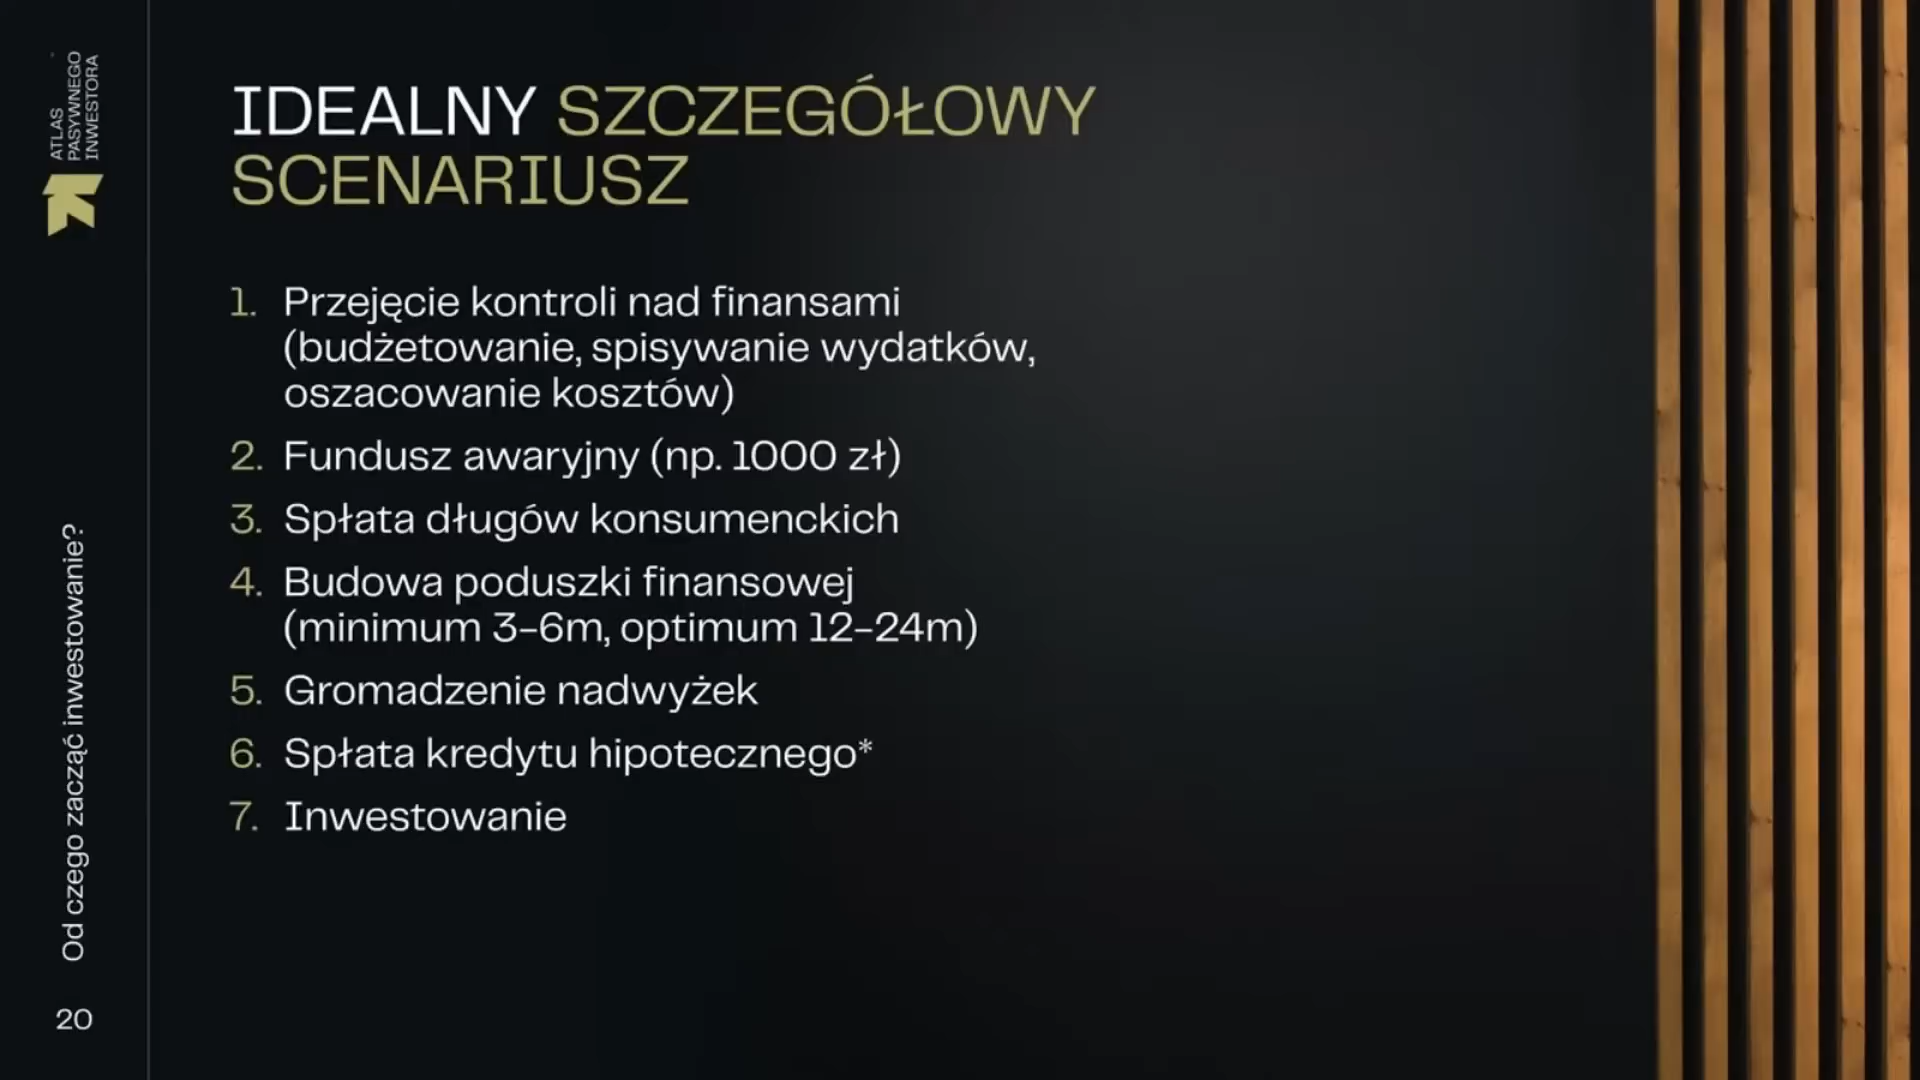 ATLAS
PASYWNEGO
INWESTORA
Od czego zacząć inwestowanie?
20
IDEALNY SZCZEGÓŁOWY
SCENARIUSZ
1. Przejęcie kontroli nad finansami
(budżetowanie, spisywanie wydatków,
oszacowanie kosztów)
2. Fundusz awaryjny (np. 1000 zł)
3. Spłata długów konsumenckich
4. Budowa poduszki finansowej
(minimum 3–6m, optimum 12–24m)
5. Gromadzenie nadwyżek
6. Spłata kredytu hipotecznego*
7. Inwestowanie